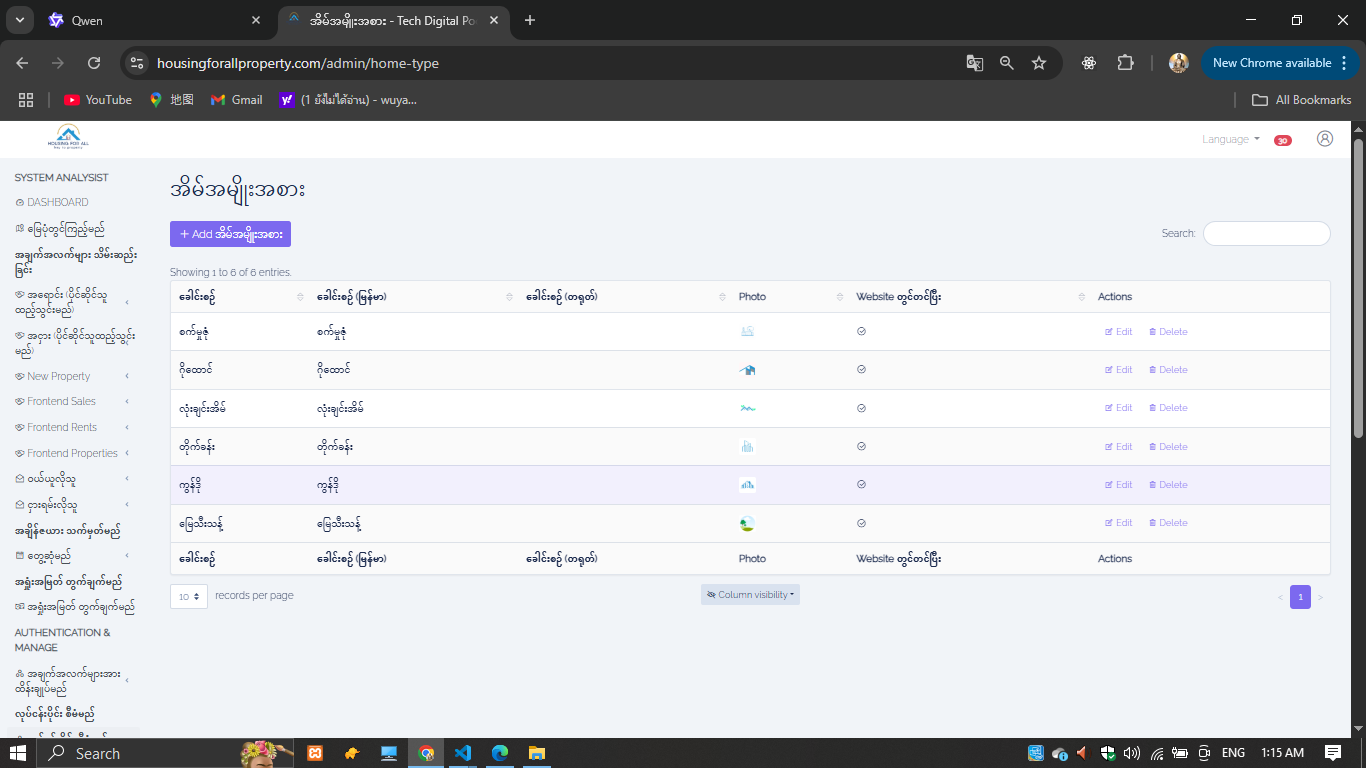 Qwen
အိမ်အမျိုးအစား - Tech Digital Po
housingforallproperty.com/admin/home-type
New Chrome available
YouTube
地图
Gmail
(1 ยังไม่ได้อ่าน) - wuya...
All Bookmarks
HOUSING FOR ALL
Language
30
SYSTEM ANALYSIST
DASHBOARD
မြေပုံတွင်ကြည့်မည်
အချက်အလက်များ သိမ်းဆည်း
ခြင်း
အရောင်း (ပိုင်ဆိုင်သူ
ထည့်သွင်းမည်)
အငှား (ပိုင်ဆိုင်သူထည့်သွင်း
မည်)
New Property
Frontend Sales
Frontend Rents
Frontend Properties
ဝယ်ယူလိုသူ
ငှားရမ်းလိုသူ
အချိန်ဇယား သက်မှတ်မည်
တွေ့ဆုံမည်
အရှုံးအမြတ် တွက်ချက်မည်
အရှုံးအမြတ် တွက်ချက်မည်
AUTHENTICATION &
MANAGE
အချက်အလက်များအား
ထိန်းချုပ်မည်
လုပ်ငန်းပိုင်း စီမံမည်
အိမ်အမျိုးအစား
+ Add အိမ်အမျိုးအစား
Search:
Showing 1 to 6 of 6 entries.
ခေါင်းစဉ် ခေါင်းစဉ် (မြန်မာ) ခေါင်းစဉ် (တရုတ်) Photo Website တွင်တင်ပြီး Actions
စက်မှုဇုံ စက်မှုဇုံ Edit Delete
ဂိုထောင် ဂိုထောင် Edit Delete
လုံးချင်းအိမ် လုံးချင်းအိမ် Edit Delete
တိုက်ခန်း တိုက်ခန်း Edit Delete
ကွန်ဒို ကွန်ဒို Edit Delete
မြေသီးသန့် မြေသီးသန့် Edit Delete
ခေါင်းစဉ် ခေါင်းစဉ် (မြန်မာ) ခေါင်းစဉ် (တရုတ်) Photo Website တွင်တင်ပြီး Actions
10 records per page
Column visibility
< 1 >
Search
ENG
1:15 AM